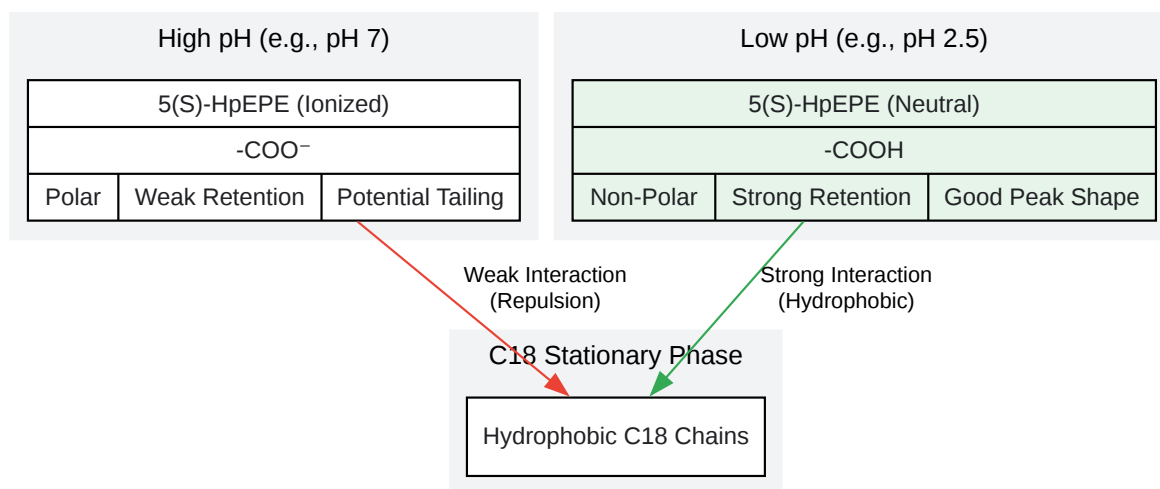 High pH (e.g., pH 7)
5(S)-HpEPE (Ionized)
-COO⁻
Polar
Weak Retention
Potential Tailing
Low pH (e.g., pH 2.5)
5(S)-HpEPE (Neutral)
-COOH
Non-Polar
Strong Retention
Good Peak Shape
Weak Interaction
(Repulsion)
Strong Interaction
(Hydrophobic)
C18 Stationary Phase
Hydrophobic C18 Chains